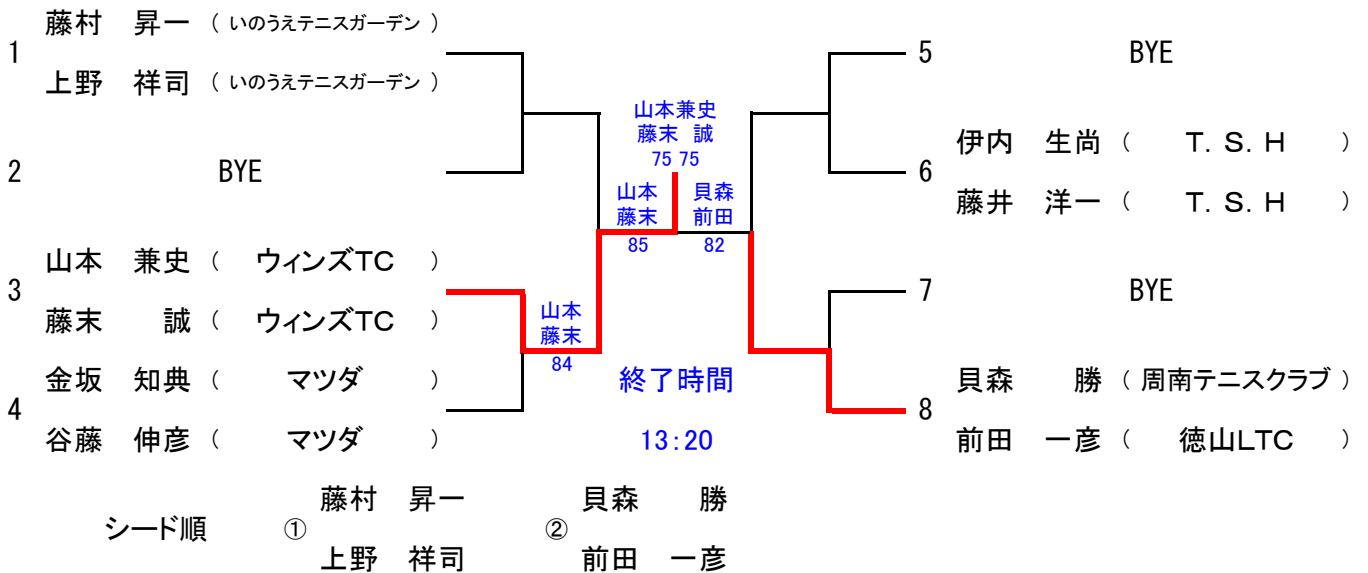 藤村 昇一 ( いのうえテニスガーデン )
1
上野 祥司 ( いのうえテニスガーデン )
2 BYE
山本 兼史 ( ウィンズTC )
3
藤末 誠 ( ウィンズTC )
金坂 知典 ( マツダ )
4
谷藤 伸彦 ( マツダ )
山本
藤末
84
山本兼史
藤末 誠
75 75
山本
藤末
85
貝森
前田
82
終了時間
13:20
5 BYE
伊内 生尚 ( T. S. H )
6
藤井 洋一 ( T. S. H )
7 BYE
貝森 勝 ( 周南テニスクラブ )
8
前田 一彦 ( 徳山LTC )
シード順
①
藤村 昇一
上野 祥司
②
貝森 勝
前田 一彦